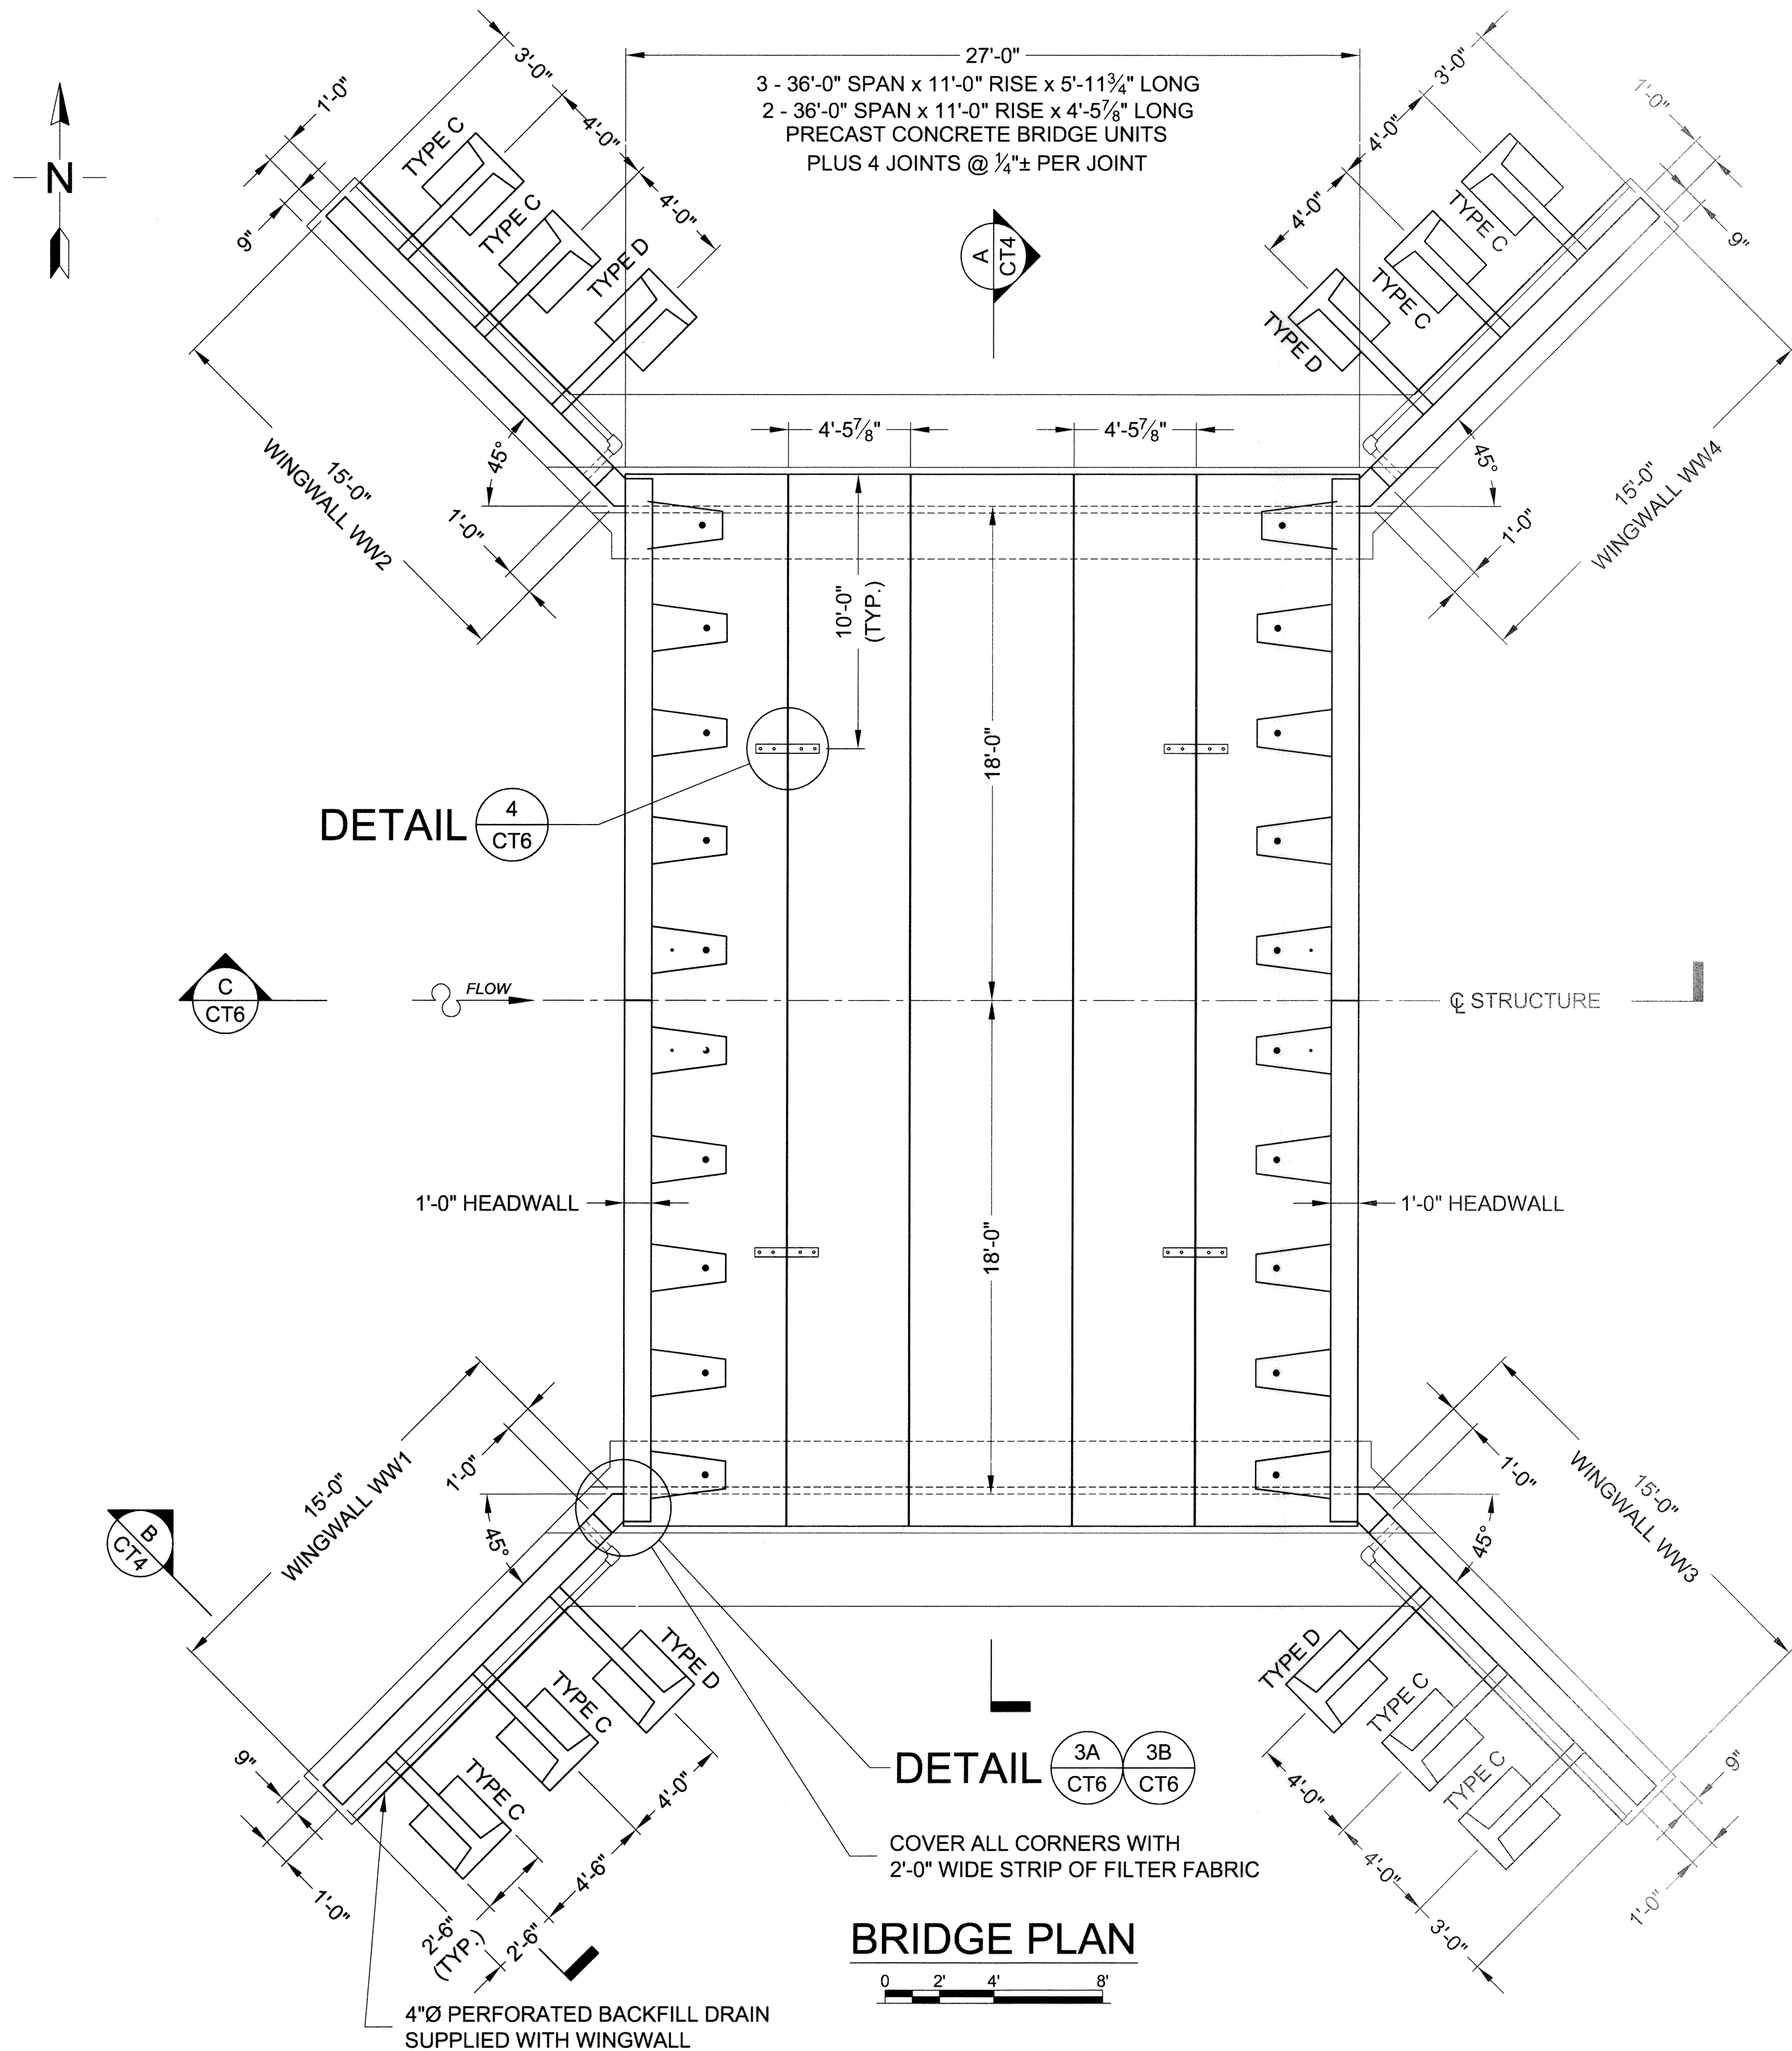 27'-0"
3 - 36'-0" SPAN x 11'-0" RISE x 5'-11¾" LONG
2 - 36'-0" SPAN x 11'-0" RISE x 4'-5⅞" LONG
PRECAST CONCRETE BRIDGE UNITS
PLUS 4 JOINTS @ ¼"± PER JOINT
N
1'-0"
9"
3'-0"
4'-0"
4'-0"
TYPE C
TYPE C
TYPE D
15'-0"
WINGWALL WW2
45°
1'-0"
A
CT4
3'-0"
4'-0"
4'-0"
1'-0"
9"
TYPE C
TYPE C
TYPE D
45°
15'-0"
WINGWALL WW4
1'-0"
4'-5⅞"
4'-5⅞"
10'-0"
(TYP.)
18'-0"
DETAIL
4
CT6
C
CT6
FLOW
℄ STRUCTURE
1'-0" HEADWALL
1'-0" HEADWALL
18'-0"
15'-0"
WINGWALL WW1
1'-0"
45°
B
CT4
TYPE D
TYPE C
TYPE C
9"
1'-0"
4'-0"
4'-6"
2'-6"
2'-6"
(TYP.)
1'-0"
15'-0"
WINGWALL WW3
45°
TYPE D
TYPE C
TYPE C
4'-0"
4'-0"
3'-0"
9"
1'-0"
DETAIL
3A
CT6
3B
CT6
COVER ALL CORNERS WITH
2'-0" WIDE STRIP OF FILTER FABRIC
BRIDGE PLAN
0 2' 4' 8'
4"Ø PERFORATED BACKFILL DRAIN
SUPPLIED WITH WINGWALL